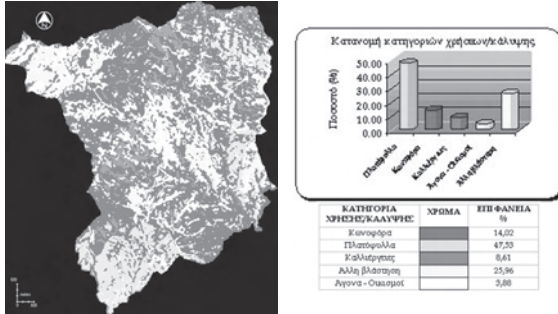 Κατανομή κατηγοριών χρήσεων/κάλυψης
Ποσοστό (%)
50.00
40.00
30.00
20.00
10.00
0.00
Πλατύφυλλα
Κωνοφόρα
Καλλιέργειες
Άγονα - Οικισμοί
Άλλη βλάστηση
ΚΑΤΗΓΟΡΙΑ ΧΡΗΣΗΣ/ΚΑΛΥΨΗΣ ΧΡΩΜΑ ΕΠΙΦΑΝΕΙΑ %
Κωνοφόρα 14,02
Πλατύφυλλα 47,53
Καλλιέργειες 8,61
Άλλη βλάστηση 25,96
Άγονα - Οικισμοί 3,88